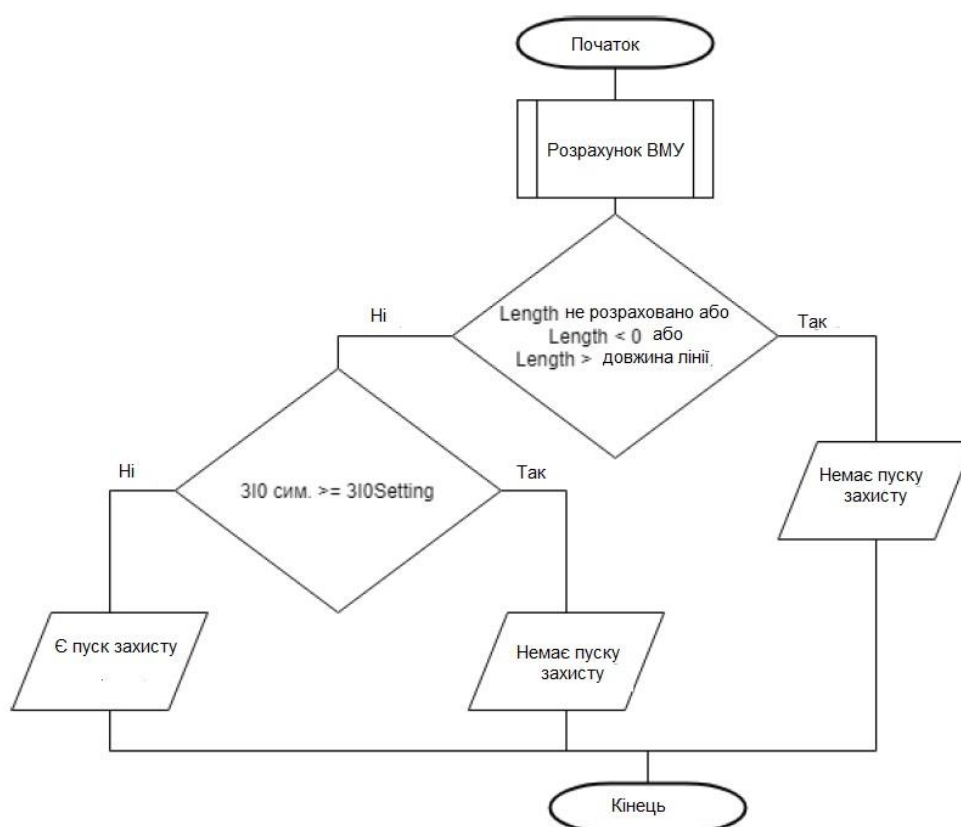 Початок
Розрахунок ВМУ
Length не розраховано або
Length < 0 або
Length > довжина лінії
Ні
Так
3I0 сим. >= 3I0Setting
Ні
Так
Немає пуску
захисту
Є пуск захисту
Немає пуску
захисту
Кінець